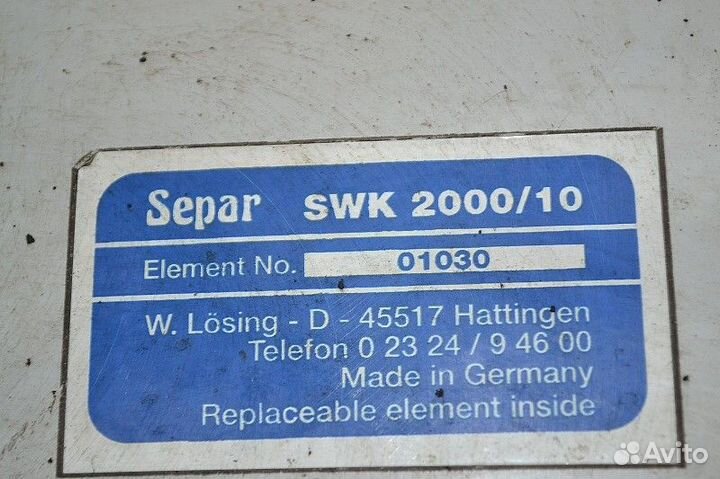 Separ SWK 2000/10
Element No. 01030
W. Lösing - D - 45517 Hattingen
Telefon 0 23 24 / 9 46 00
Made in Germany
Replaceable element inside
Avito